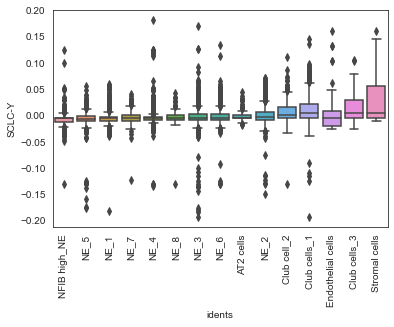 SCLC-Y
0.20
0.15
0.10
0.05
0.00
−0.05
−0.10
−0.15
−0.20
NFIB high_NE
NE_5
NE_1
NE_7
NE_4
NE_8
NE_3
NE_6
AT2 cells
NE_2
Club cell_2
Club cells_1
Endothelial cells
Club cells_3
Stromal cells
idents